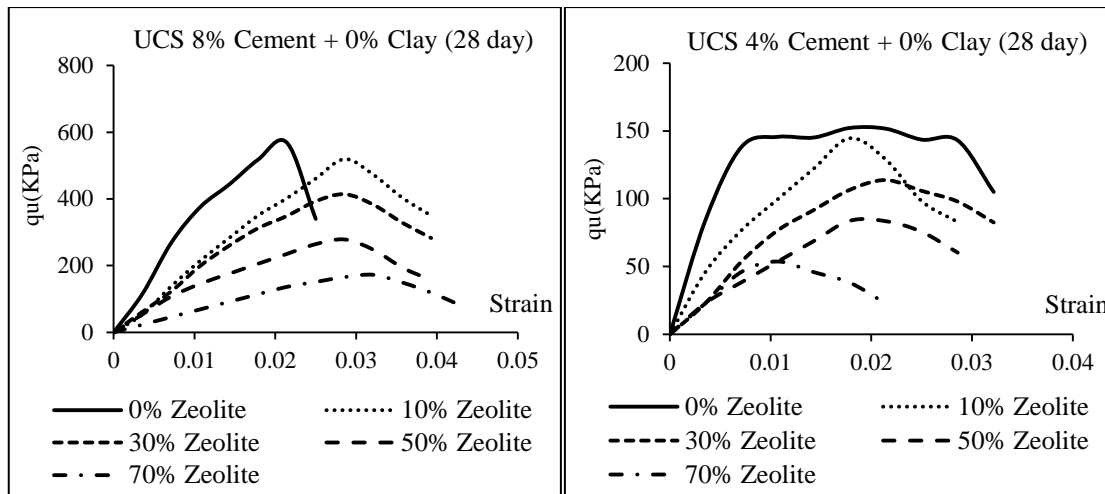 UCS 8% Cement + 0% Clay (28 day)
qu(KPa)
800
600
400
200
0
0
0.01
0.02
0.03
0.04
0.05
Strain
0% Zeolite
10% Zeolite
30% Zeolite
50% Zeolite
70% Zeolite
UCS 4% Cement + 0% Clay (28 day)
qu(KPa)
200
150
100
50
0
0
0.01
0.02
0.03
0.04
Strain
0% Zeolite
10% Zeolite
30% Zeolite
50% Zeolite
70% Zeolite